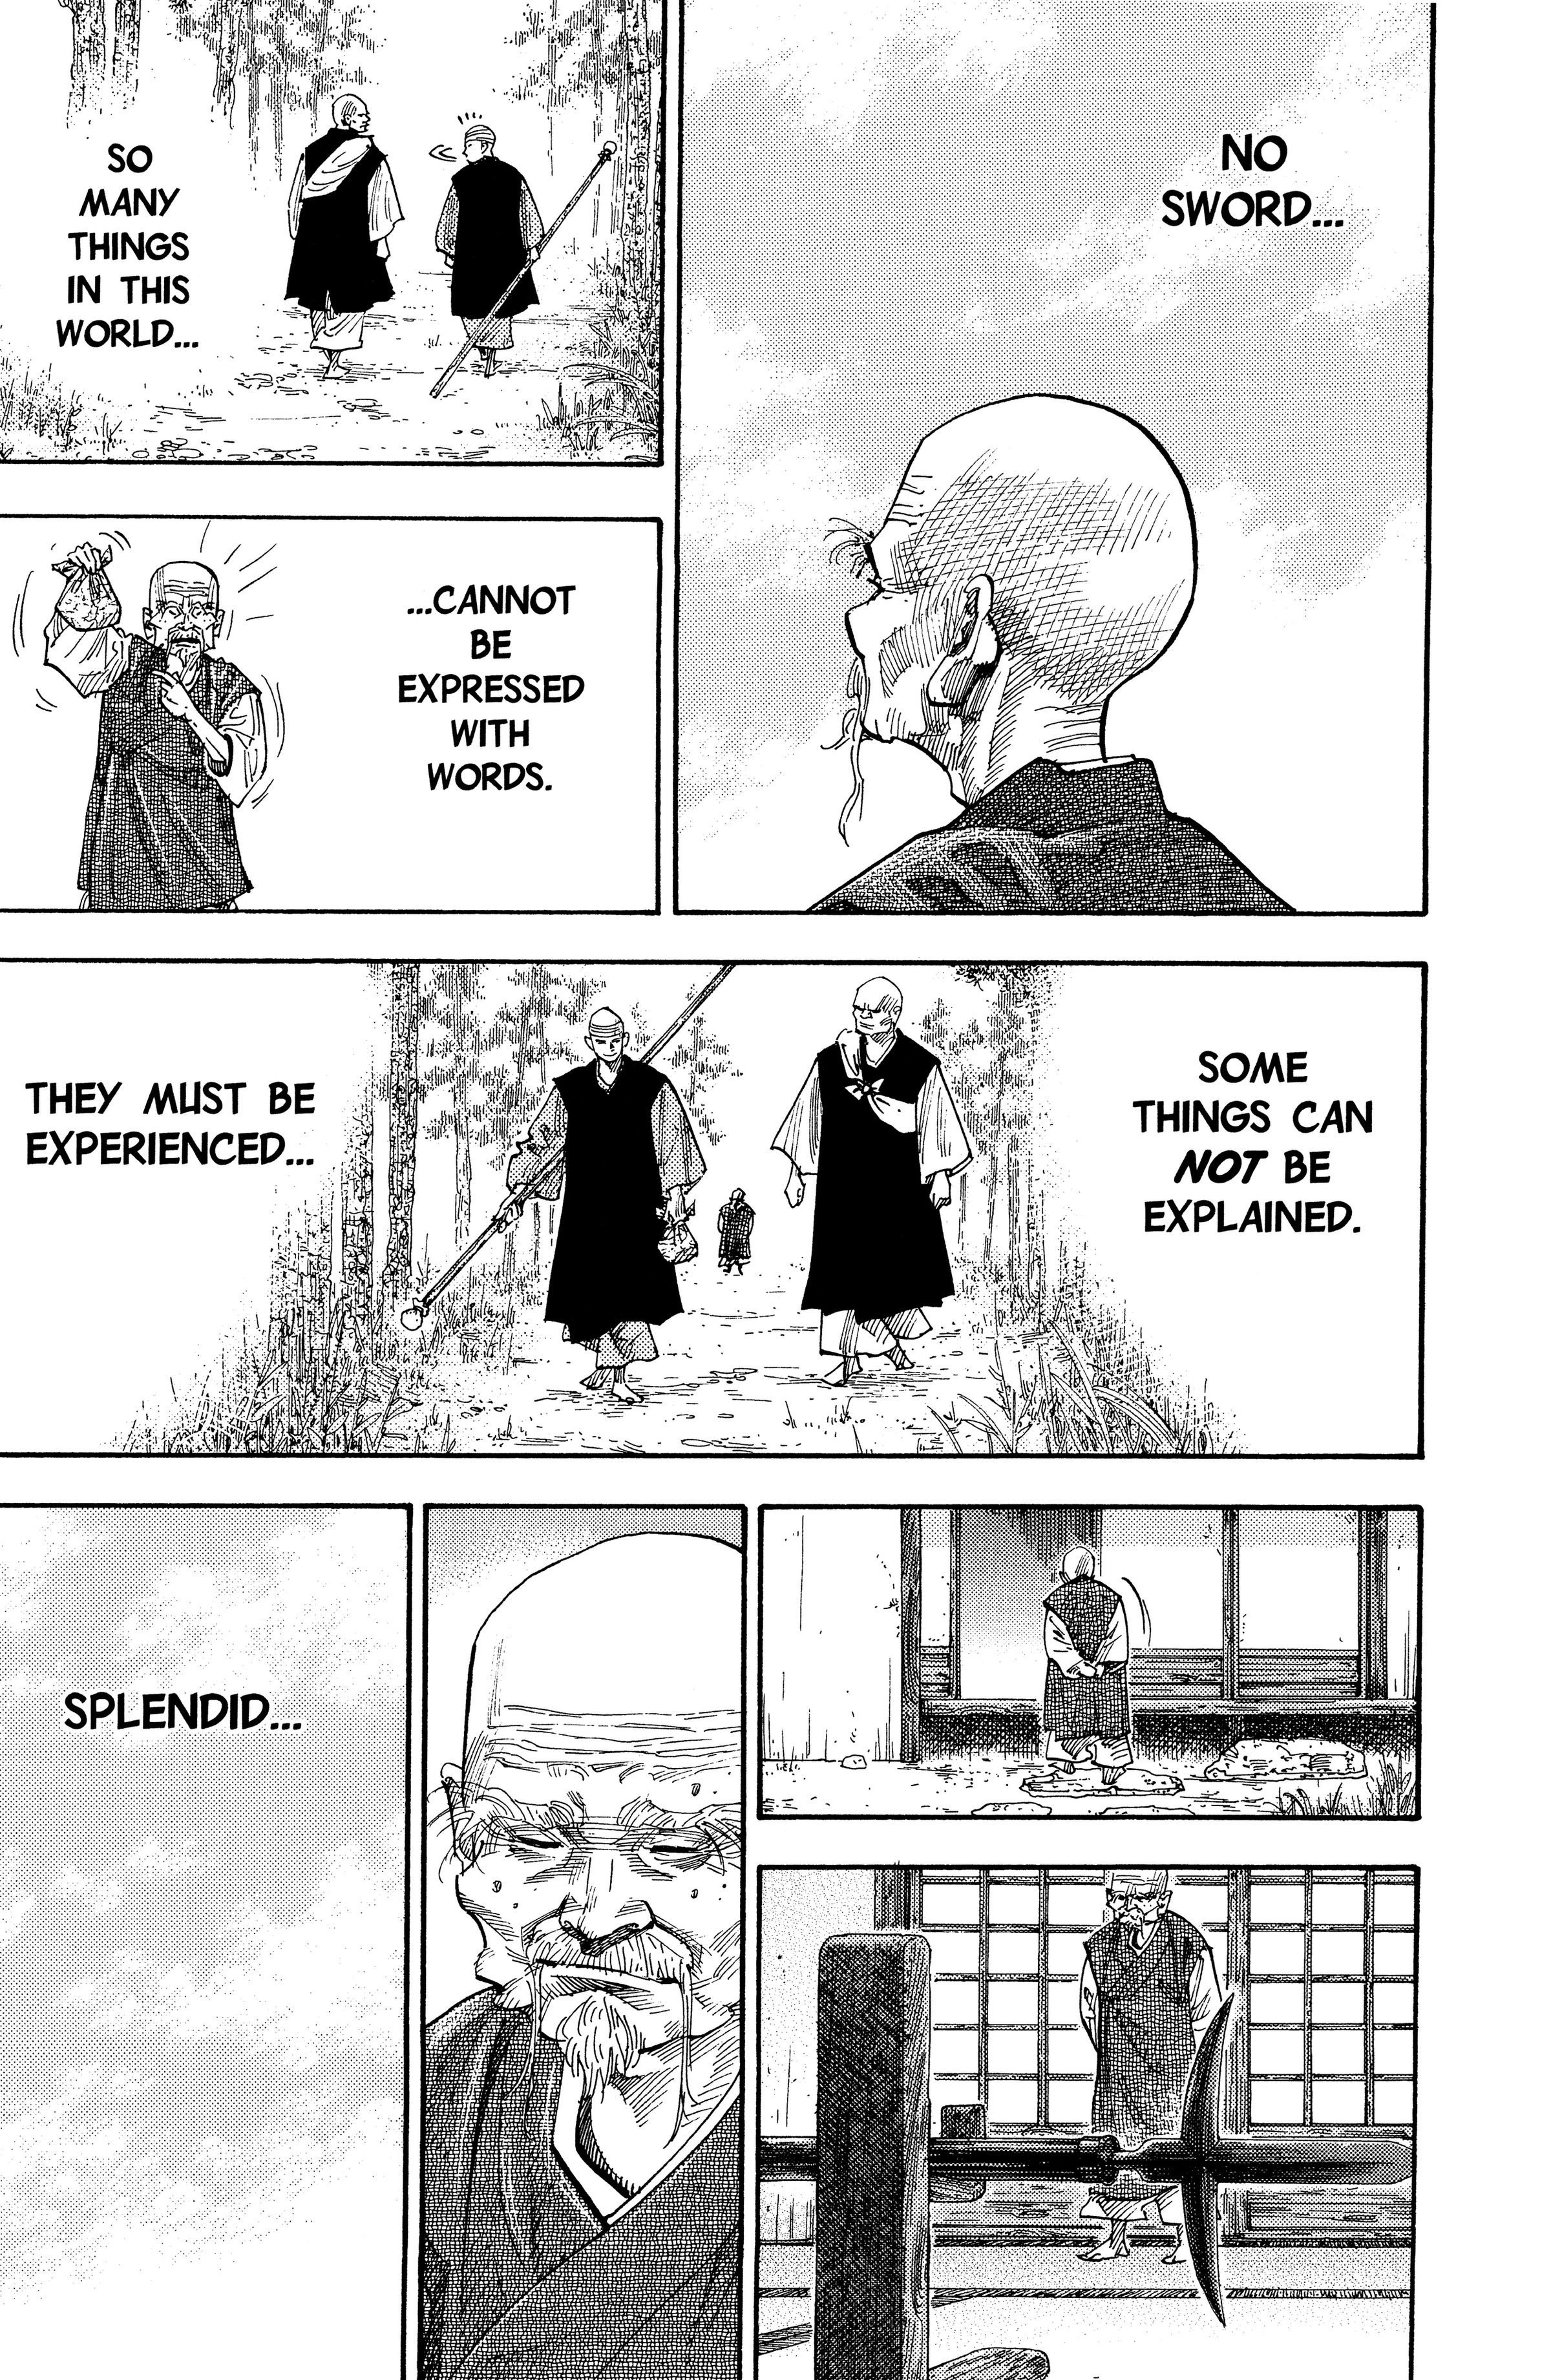 NO
SWORD...
SO
MANY
THINGS
IN THIS
WORLD...
...CANNOT
BE
EXPRESSED
WITH
WORDS.
SOME
THINGS CAN
NOT BE
EXPLAINED.
THEY MUST BE
EXPERIENCED...
SPLENDID...